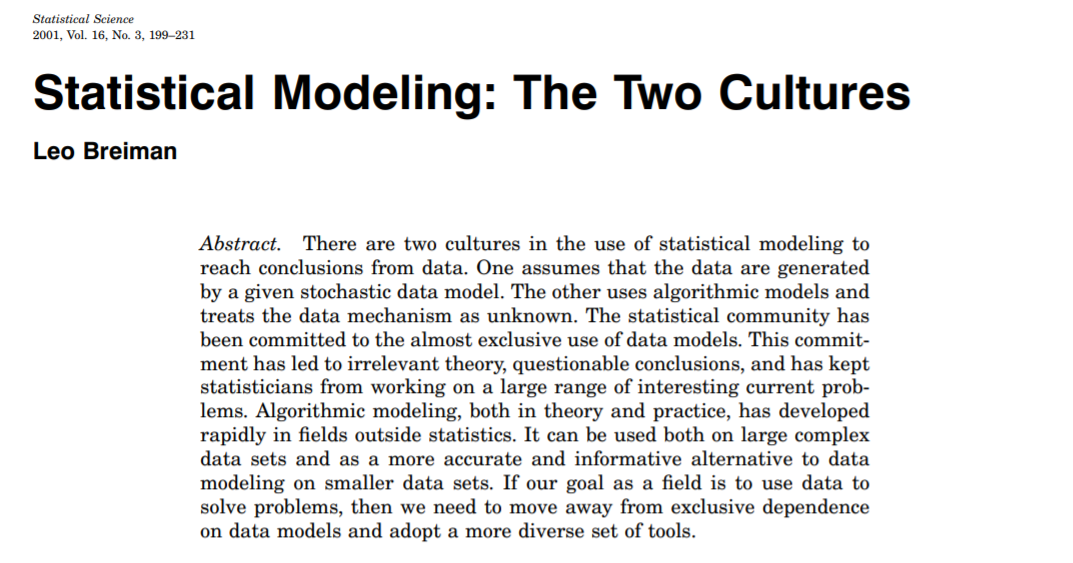 Statistical Science
2001, Vol. 16, No. 3, 199–231
Statistical Modeling: The Two Cultures
Leo Breiman
Abstract. There are two cultures in the use of statistical modeling to
reach conclusions from data. One assumes that the data are generated
by a given stochastic data model. The other uses algorithmic models and
treats the data mechanism as unknown. The statistical community has
been committed to the almost exclusive use of data models. This commit-
ment has led to irrelevant theory, questionable conclusions, and has kept
statisticians from working on a large range of interesting current prob-
lems. Algorithmic modeling, both in theory and practice, has developed
rapidly in fields outside statistics. It can be used both on large complex
data sets and as a more accurate and informative alternative to data
modeling on smaller data sets. If our goal as a field is to use data to
solve problems, then we need to move away from exclusive dependence
on data models and adopt a more diverse set of tools.